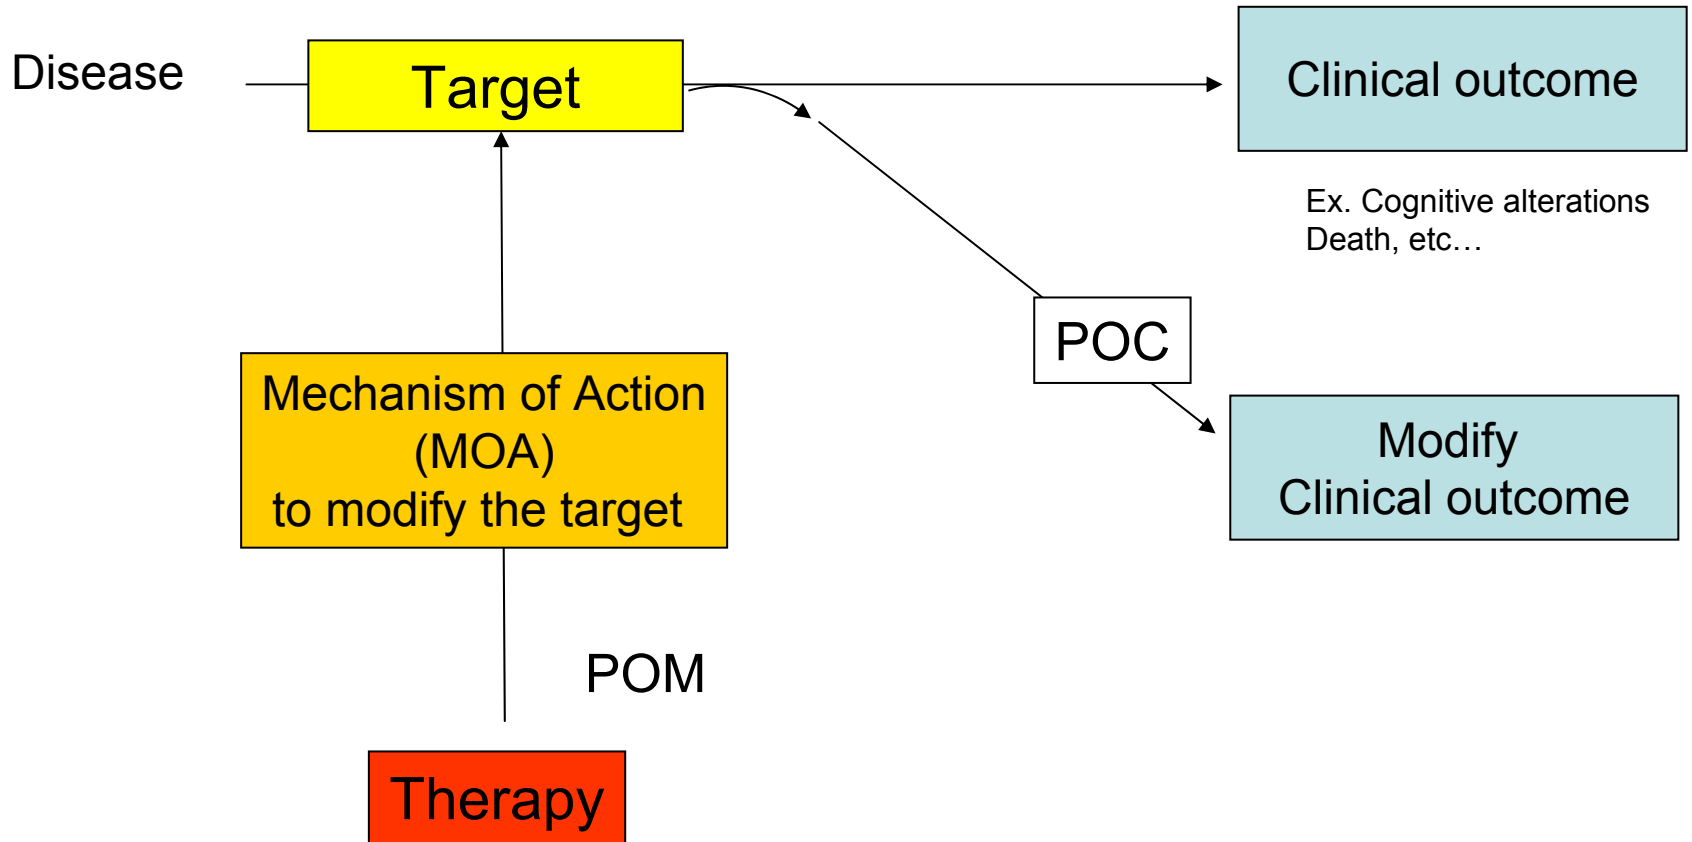 Disease
Target
Clinical outcome
Ex. Cognitive alterations
Death, etc…
POC
Mechanism of Action
(MOA)
to modify the target
Modify
Clinical outcome
POM
Therapy